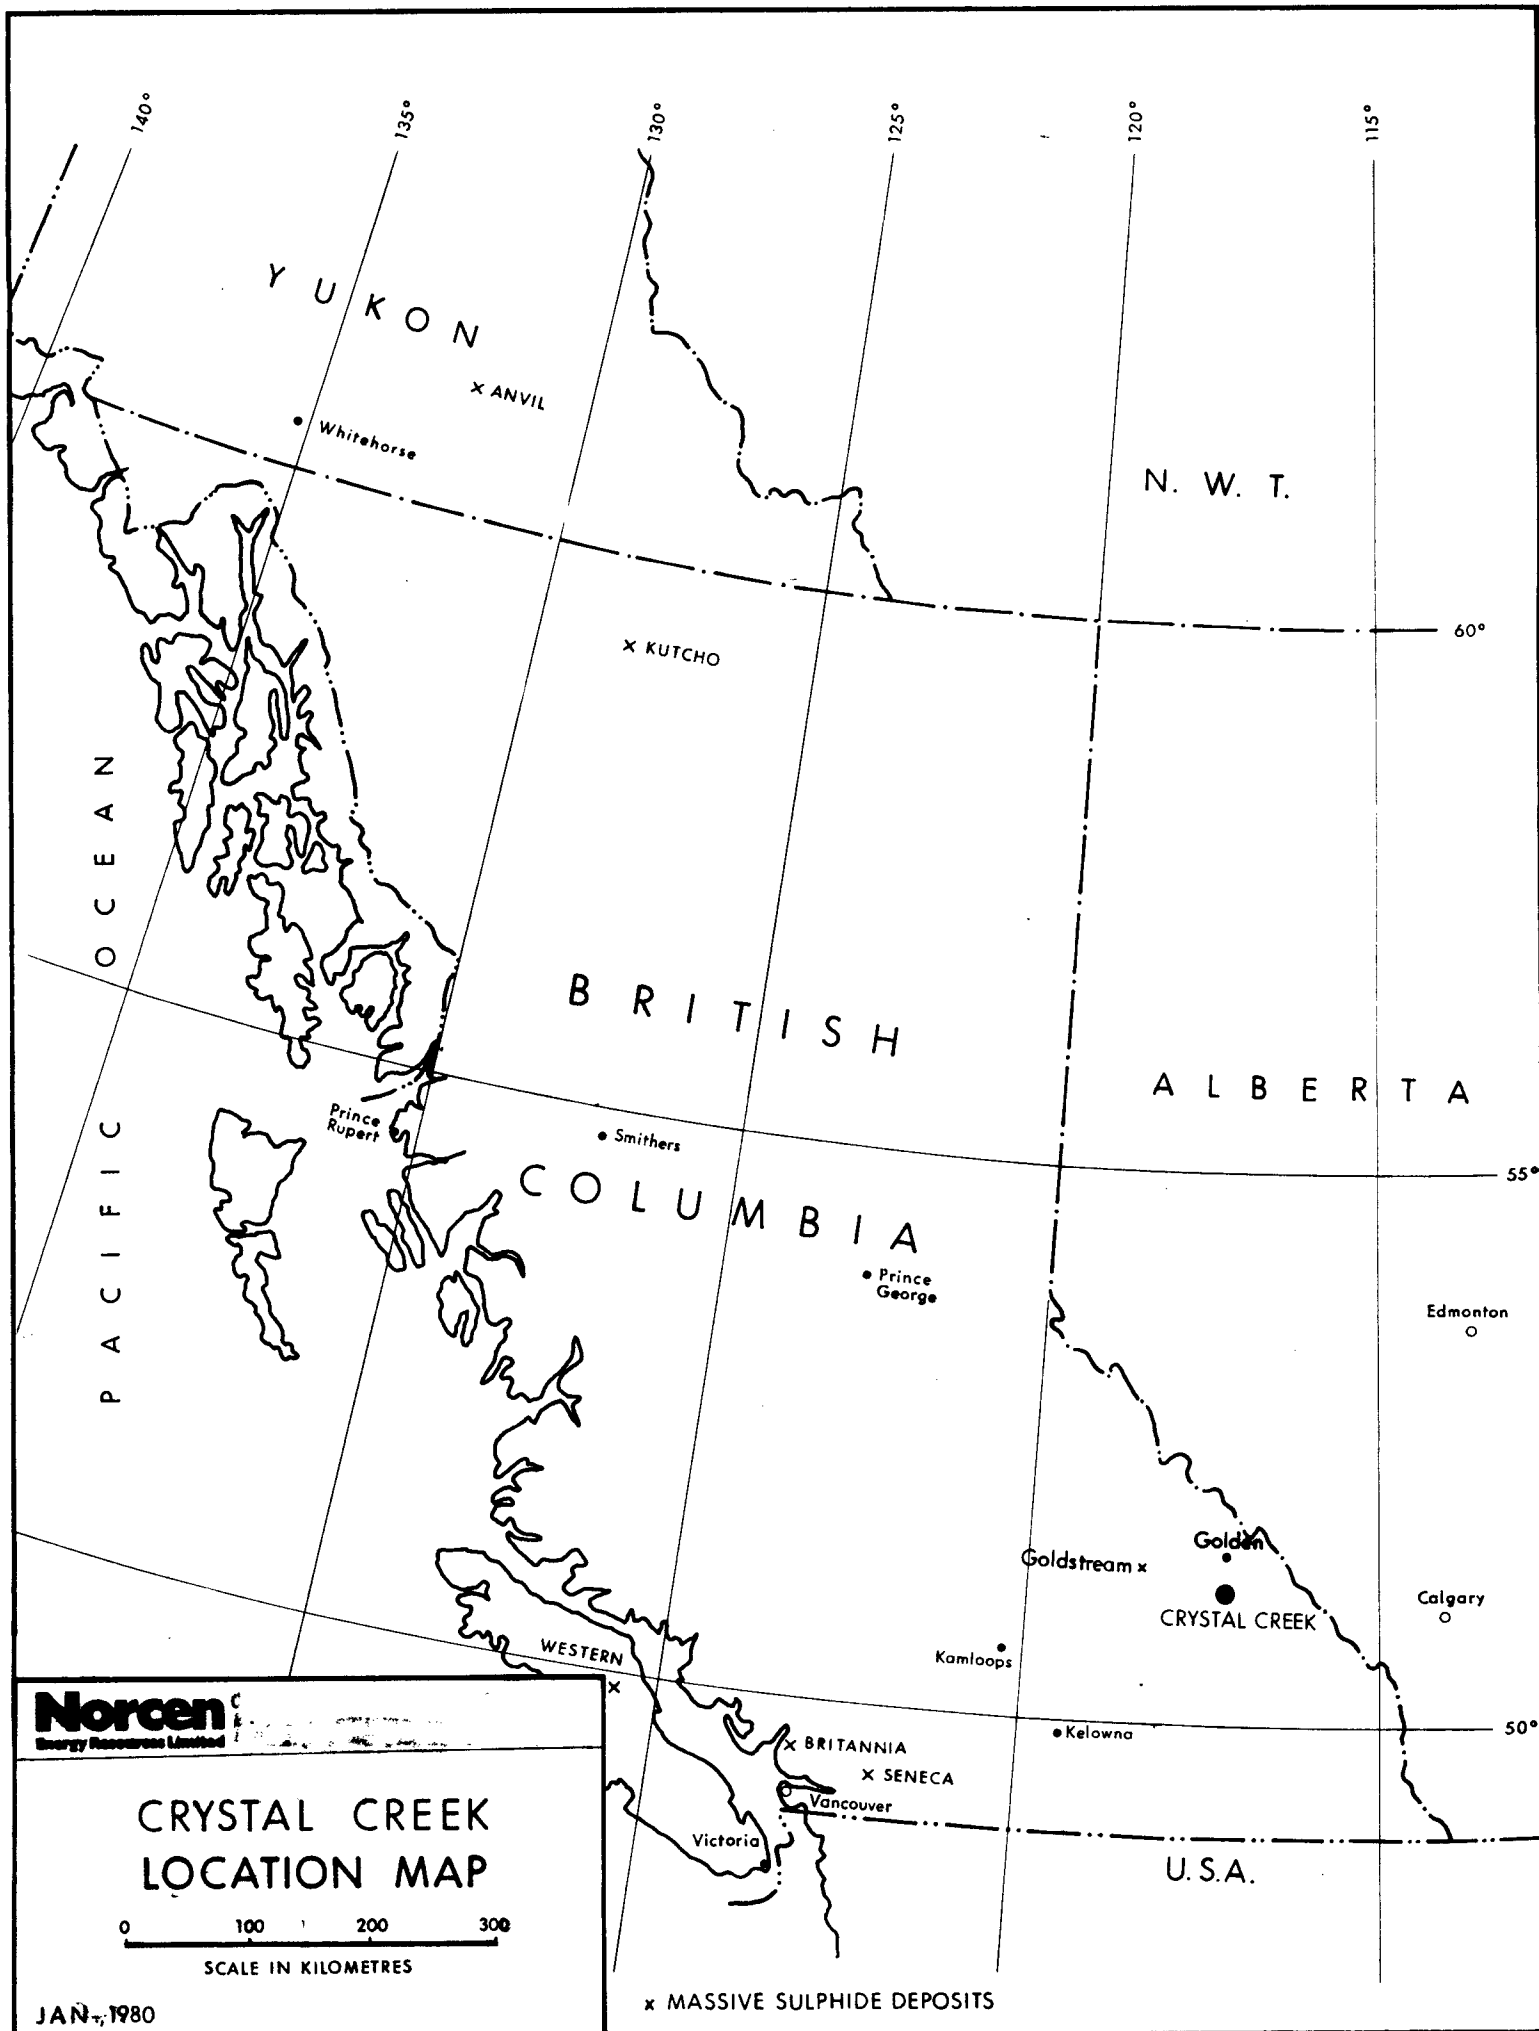 140°
135°
130°
125°
120°
115°
YUKON
x ANVIL
Whitehorse
N. W. T.
60°
x KUTCHO
PACIFIC OCEAN
BRITISH
COLUMBIA
ALBERTA
Prince
Rupert
Smithers
55°
Prince
George
Edmonton
Golden
Goldstream x
CRYSTAL CREEK
Calgary
Kamloops
WESTERN
x
50°
Kelowna
x BRITANNIA
x SENECA
Vancouver
Victoria
U.S.A.
Norcen
Energy Resources Limited
CRYSTAL CREEK
LOCATION MAP
0 100 200 300
SCALE IN KILOMETRES
JAN., 1980
x MASSIVE SULPHIDE DEPOSITS